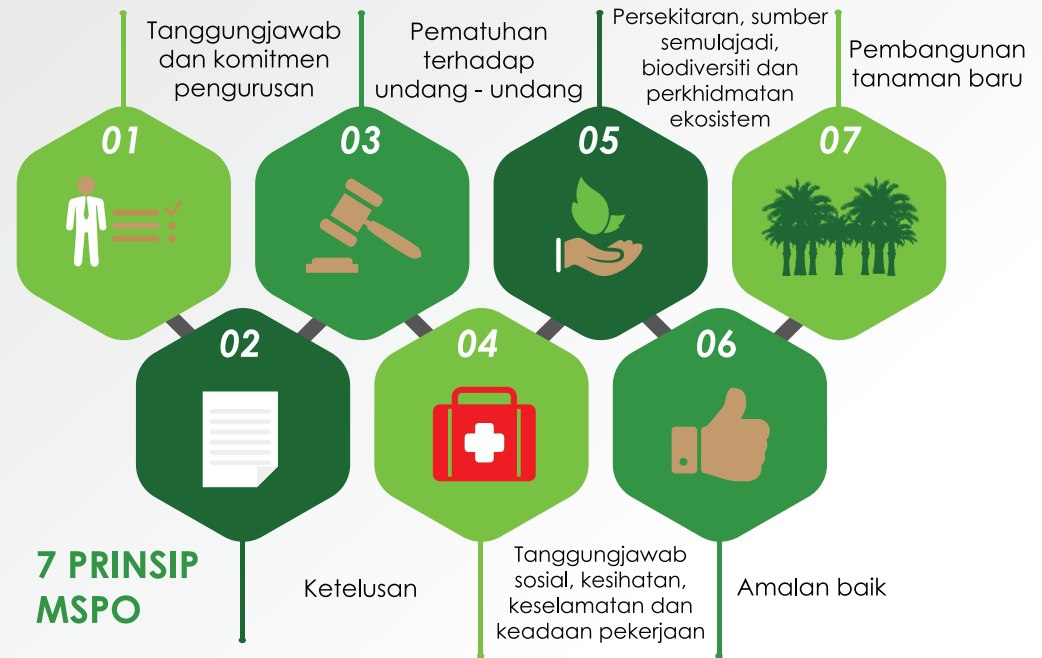 01
Tanggungjawab
dan komitmen
pengurusan
02
Ketelusan
03
Pematuhan
terhadap
undang - undang
04
Tanggungjawab
sosial, kesihatan,
keselamatan dan
keadaan pekerjaan
05
Persekitaran, sumber
semulajadi,
biodiversiti dan
perkhidmatan
ekosistem
06
Amalan baik
07
Pembangunan
tanaman baru
7 PRINSIP
MSPO